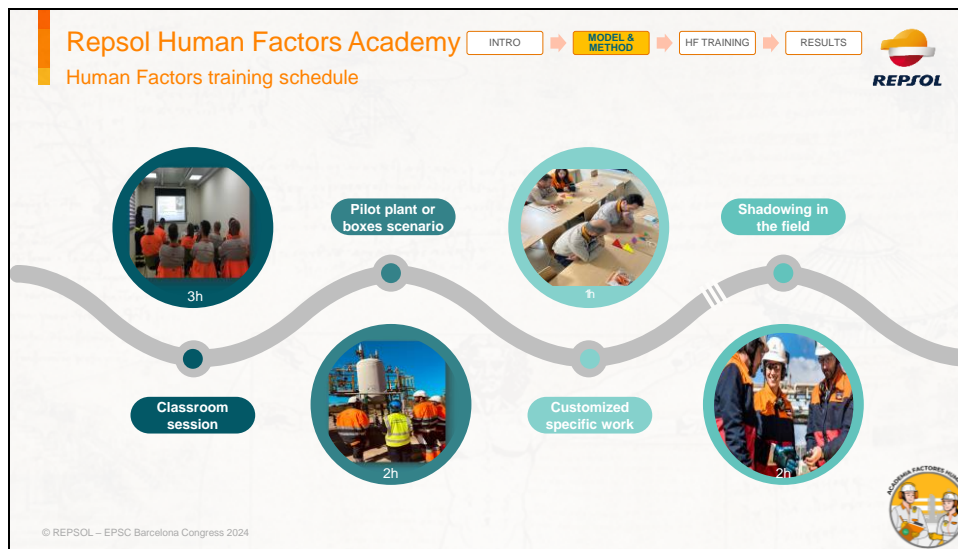 Repsol Human Factors Academy
INTRO
MODEL &
METHOD
HF TRAINING
RESULTS
Human Factors training schedule
REPSOL
3h
Pilot plant or
boxes scenario
1h
Shadowing in
the field
Classroom
session
2h
Customized
specific work
2h
ACADEMIA FACTORES
© REPSOL – EPSC Barcelona Congress 2024